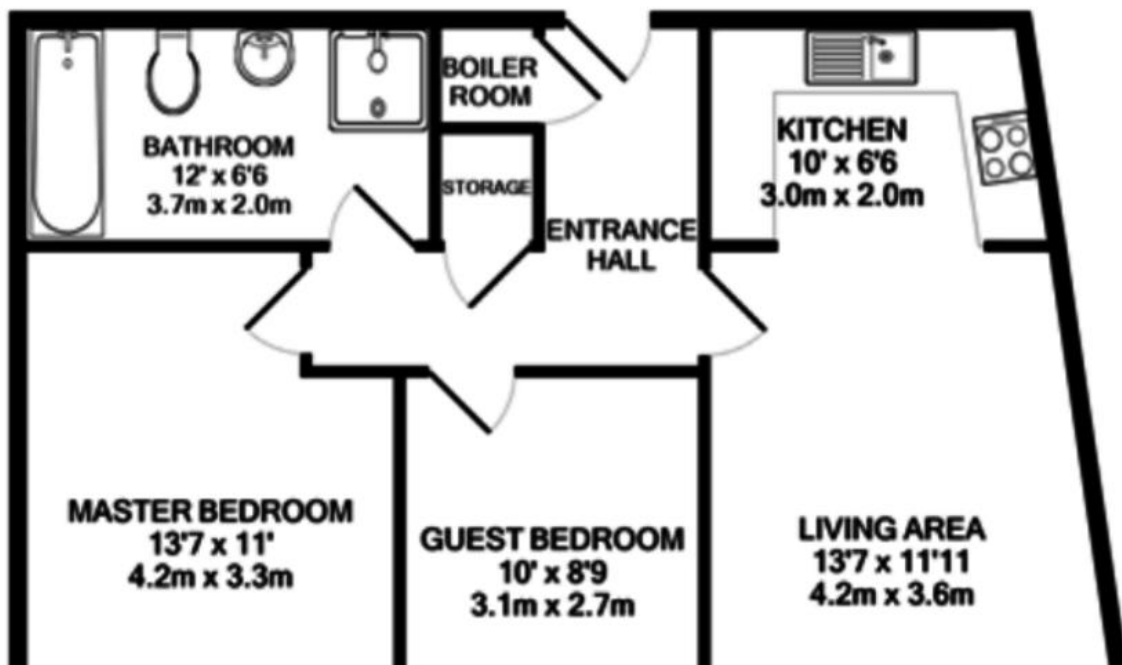 BOILER
ROOM
BATHROOM
12' x 6'6
3.7m x 2.0m
STORAGE
KITCHEN
10' x 6'6
3.0m x 2.0m
ENTRANCE
HALL
MASTER BEDROOM
13'7 x 11'
4.2m x 3.3m
GUEST BEDROOM
10' x 8'9
3.1m x 2.7m
LIVING AREA
13'7 x 11'11
4.2m x 3.6m